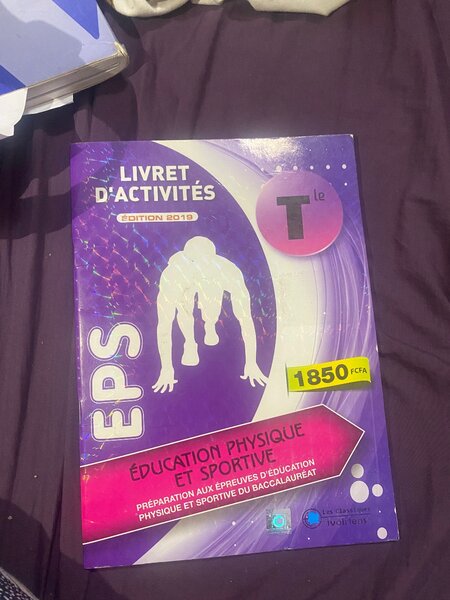 LIVRET
D'ACTIVITÉS
ÉDITION 2019
T le
EPS
1850 FCFA
ÉDUCATION PHYSIQUE
ET SPORTIVE
PRÉPARATION AUX ÉPREUVES D'ÉDUCATION
PHYSIQUE ET SPORTIVE DU BACCALAURÉAT
Les Classiques
Ivoiriens